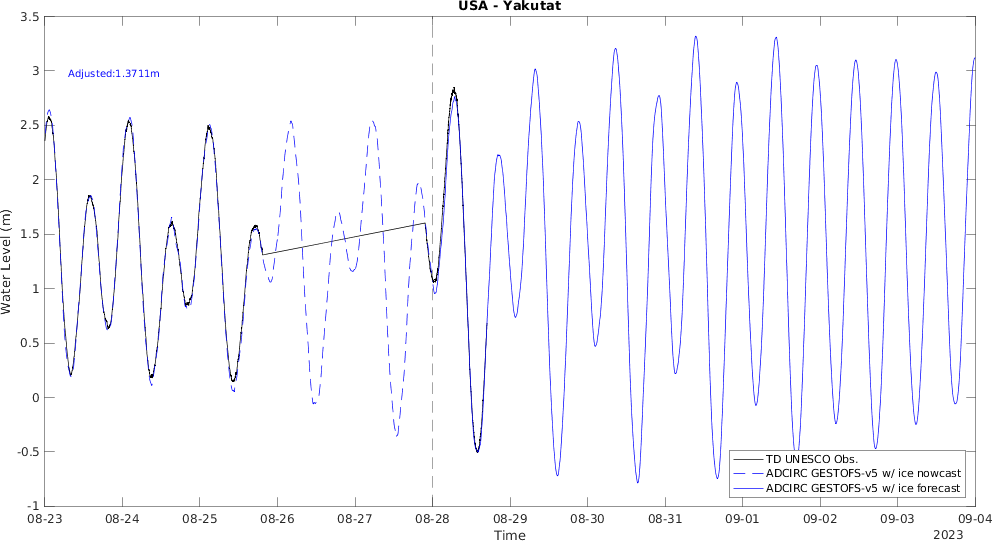 USA - Yakutat
Adjusted:1.3711m
Water Level (m)
3.5
3
2.5
2
1.5
1
0.5
0
-0.5
-1
TD UNESCO Obs.
ADCIRC GESTOFS-v5 w/ ice nowcast
ADCIRC GESTOFS-v5 w/ ice forecast
08-23 08-24 08-25 08-26 08-27 08-28 08-29 08-30 08-31 09-01 09-02 09-03 09-04
Time
2023